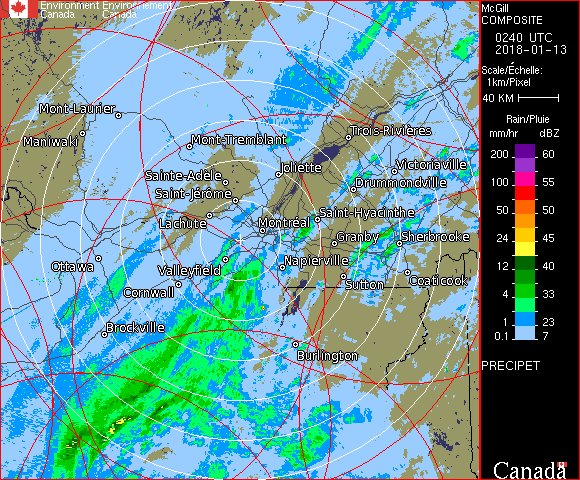 Environment Environnement
Canada Canada
McGill
COMPOSITE
0240 UTC
2018-01-13
Scale/Échelle:
1km/Pixel
40 KM
Rain/Pluie
mm/hr dBZ
200 60
100 55
50 50
24 45
12 40
4 33
1 23
0.1 7
PRECIPET
Canada
Mont-Laurier
Maniwaki
Mont-Tremblant
Trois-Rivières
Joliette
Victoriaville
Sainte-Adele
Drummondville
Saint-Jérome
Lachute
Montréal
Saint-Hyacinthe
Granby
Sherbrooke
Ottawa
Valleyfield
Napierville
Cornwall
Sutton
Coaticook
Brockville
Burlington